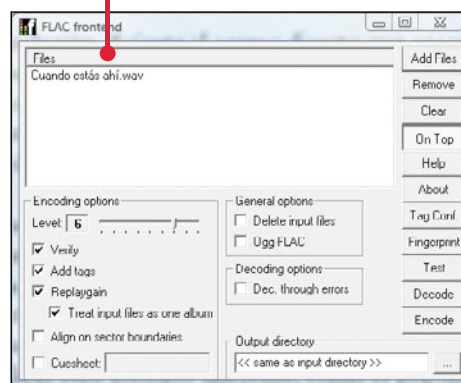 FLAC frontend
Files
Cuando estás ahí.wav
Add Files
Remove
Clear
On Top
Help
About
Tag Conf.
Fingerprint
Test
Decode
Encode
Encoding options
Level: 6
Verify
Add tags
Replaygain
Treat input files as one album
Align on sector boundaries
Cuesheet:
General options
Delete input files
Ogg FLAC
Decoding options
Dec. through errors
Output directory
<< same as input directory >>
...